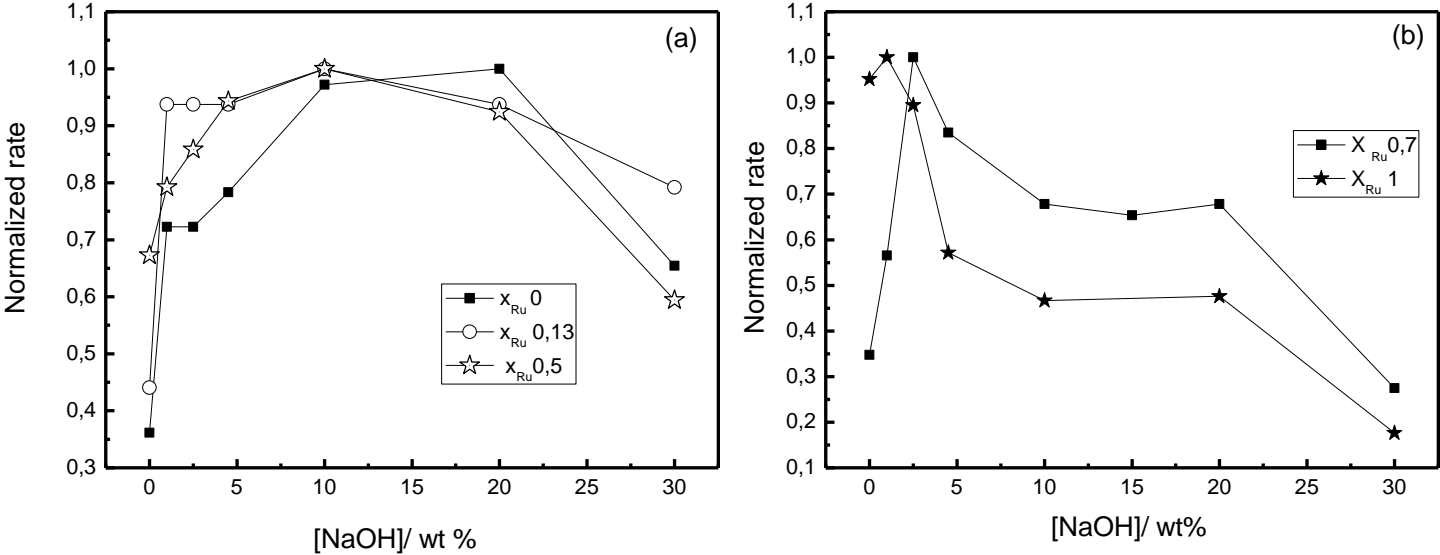 (a)
Normalized rate
1,1
1,0
0,9
0,8
0,7
0,6
0,5
0,4
0,3
x Ru 0
x Ru 0,13
x Ru 0,5
0 5 10 15 20 25 30
[NaOH]/ wt %
(b)
Normalized rate
1,1
1,0
0,9
0,8
0,7
0,6
0,5
0,4
0,3
0,2
0,1
X Ru 0,7
X Ru 1
0 5 10 15 20 25 30
[NaOH]/ wt%